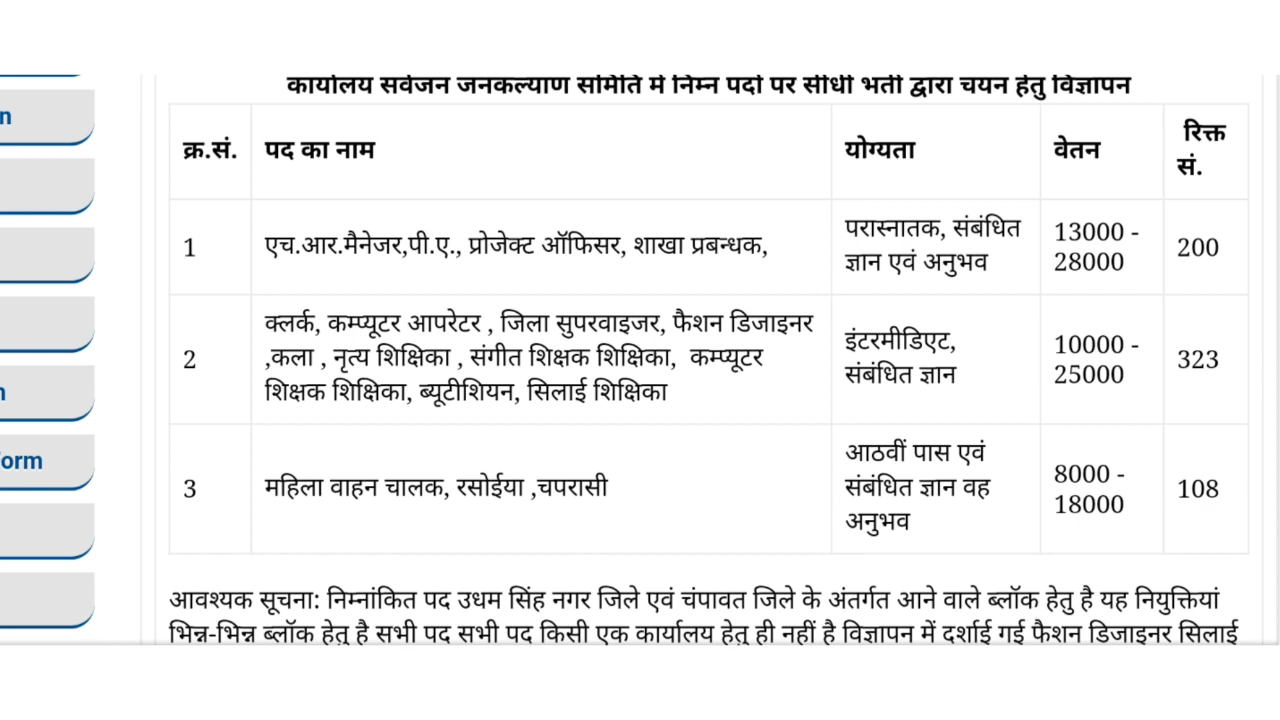 कार्यालय सर्वजन जनकल्याण समिति में निम्न पदों पर सीधी भर्ती द्वारा चयन हेतु विज्ञापन
n
क्र.सं. पद का नाम योग्यता वेतन रिक्त सं.
1 एच.आर.मैनेजर,पी.ए., प्रोजेक्ट ऑफिसर, शाखा प्रबन्धक,
परास्नातक, संबंधित
ज्ञान एवं अनुभव
13000 -
28000
200
2
क्लर्क, कम्प्यूटर आपरेटर , जिला सुपरवाइजर, फैशन डिजाइनर
,कला , नृत्य शिक्षिका , संगीत शिक्षक शिक्षिका,  कम्प्यूटर
शिक्षक शिक्षिका, ब्यूटीशियन, सिलाई शिक्षिका
इंटरमीडिएट,
संबंधित ज्ञान
10000 -
25000
323
orm
3 महिला वाहन चालक, रसोईया ,चपरासी
आठवीं पास एवं
संबंधित ज्ञान वह
अनुभव
8000 -
18000
108
आवश्यक सूचना: निम्नांकित पद उधम सिंह नगर जिले एवं चंपावत जिले के अंतर्गत आने वाले ब्लॉक हेतु है यह नियुक्तियां
भिन्न-भिन्न ब्लॉक हेतु है सभी पद सभी पद किसी एक कार्यालय हेतु ही नहीं है विज्ञापन में दर्शाई गई फैशन डिजाइनर सिलाई